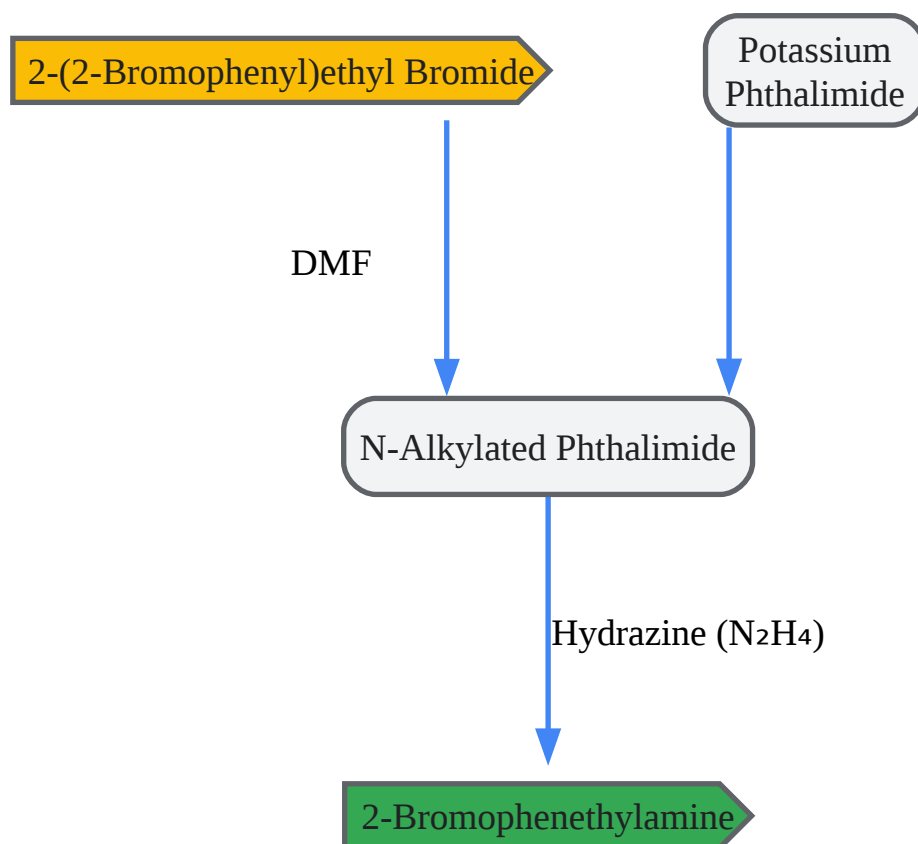 2-(2-Bromophenyl)ethyl Bromide
Potassium
Phthalimide
DMF
N-Alkylated Phthalimide
Hydrazine (N₂H₄)
2-Bromophenethylamine